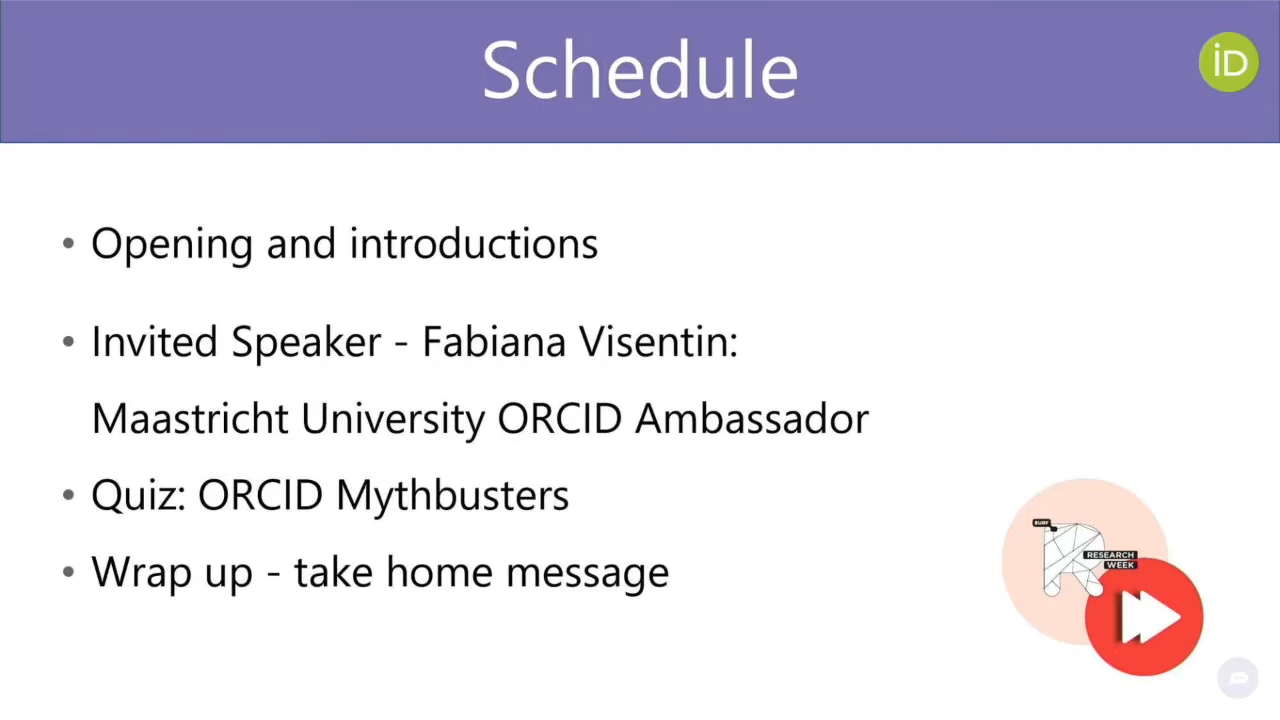 Schedule
iD
• Opening and introductions
• Invited Speaker - Fabiana Visentin:
Maastricht University ORCID Ambassador
• Quiz: ORCID Mythbusters
• Wrap up - take home message
SURF
RESEARCH
WEEK